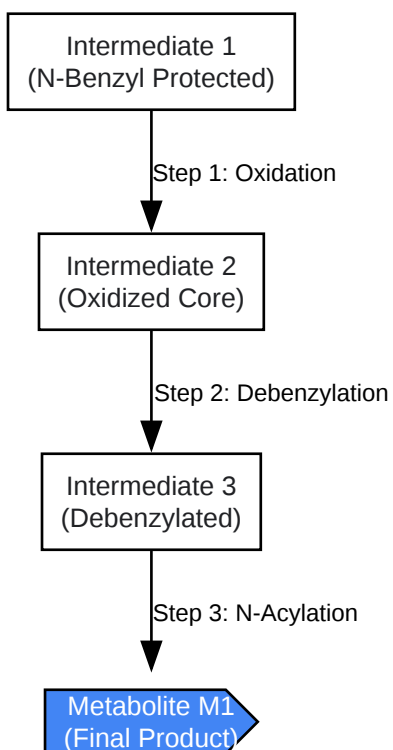 Intermediate 1
(N-Benzyl Protected)
Step 1: Oxidation
Intermediate 2
(Oxidized Core)
Step 2: Debenzylation
Intermediate 3
(Debenzylated)
Step 3: N-Acylation
Metabolite M1
(Final Product)